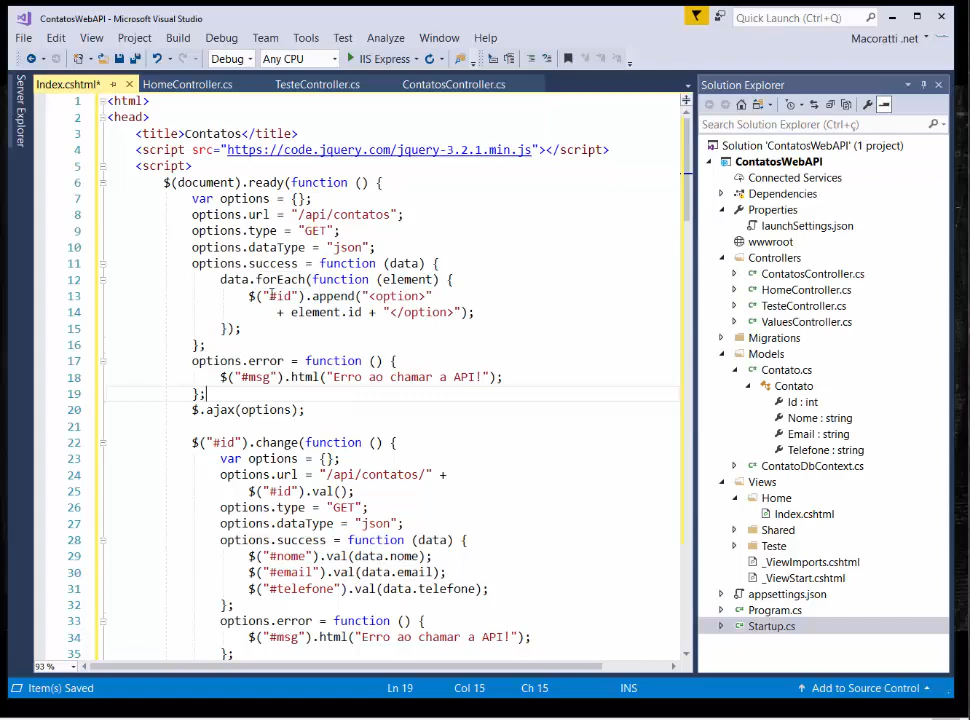 ContatosWebAPI - Microsoft Visual Studio
Quick Launch (Ctrl+Q)
File Edit View Project Build Debug Team Tools Test Analyze Window Help
Macoratti .net
Debug Any CPU IIS Express
Server Explorer
Index.cshtml* HomeController.cs TesteController.cs ContatosController.cs
1 <html>
2 <head>
3 <title>Contatos</title>
4 <script src="https://code.jquery.com/jquery-3.2.1.min.js"></script>
5 <script>
6 $(document).ready(function () {
7 var options = {};
8 options.url = "/api/contatos";
9 options.type = "GET";
10 options.dataType = "json";
11 options.success = function (data) {
12 data.forEach(function (element) {
13 $("#id").append("<option>"
14 + element.id + "</option>");
15 });
16 };
17 options.error = function () {
18 $("#msg").html("Erro ao chamar a API!");
19 };
20 $.ajax(options);
21
22 $("#id").change(function () {
23 var options = {};
24 options.url = "/api/contatos/" +
25 $("#id").val();
26 options.type = "GET";
27 options.dataType = "json";
28 options.success = function (data) {
29 $("#nome").val(data.nome);
30 $("#email").val(data.email);
31 $("#telefone").val(data.telefone);
32 };
33 options.error = function () {
34 $("#msg").html("Erro ao chamar a API!");
35 };
93 %
Solution Explorer
Search Solution Explorer (Ctrl+ç)
Solution 'ContatosWebAPI' (1 project)
ContatosWebAPI
Connected Services
Dependencies
Properties
launchSettings.json
wwwroot
Controllers
ContatosController.cs
HomeController.cs
TesteController.cs
ValuesController.cs
Migrations
Models
Contato.cs
Contato
Id : int
Nome : string
Email : string
Telefone : string
ContatoDbContext.cs
Views
Home
Index.cshtml
Shared
Teste
_ViewImports.cshtml
_ViewStart.cshtml
appsettings.json
Program.cs
Startup.cs
Item(s) Saved Ln 19 Col 15 Ch 15 INS Add to Source Control